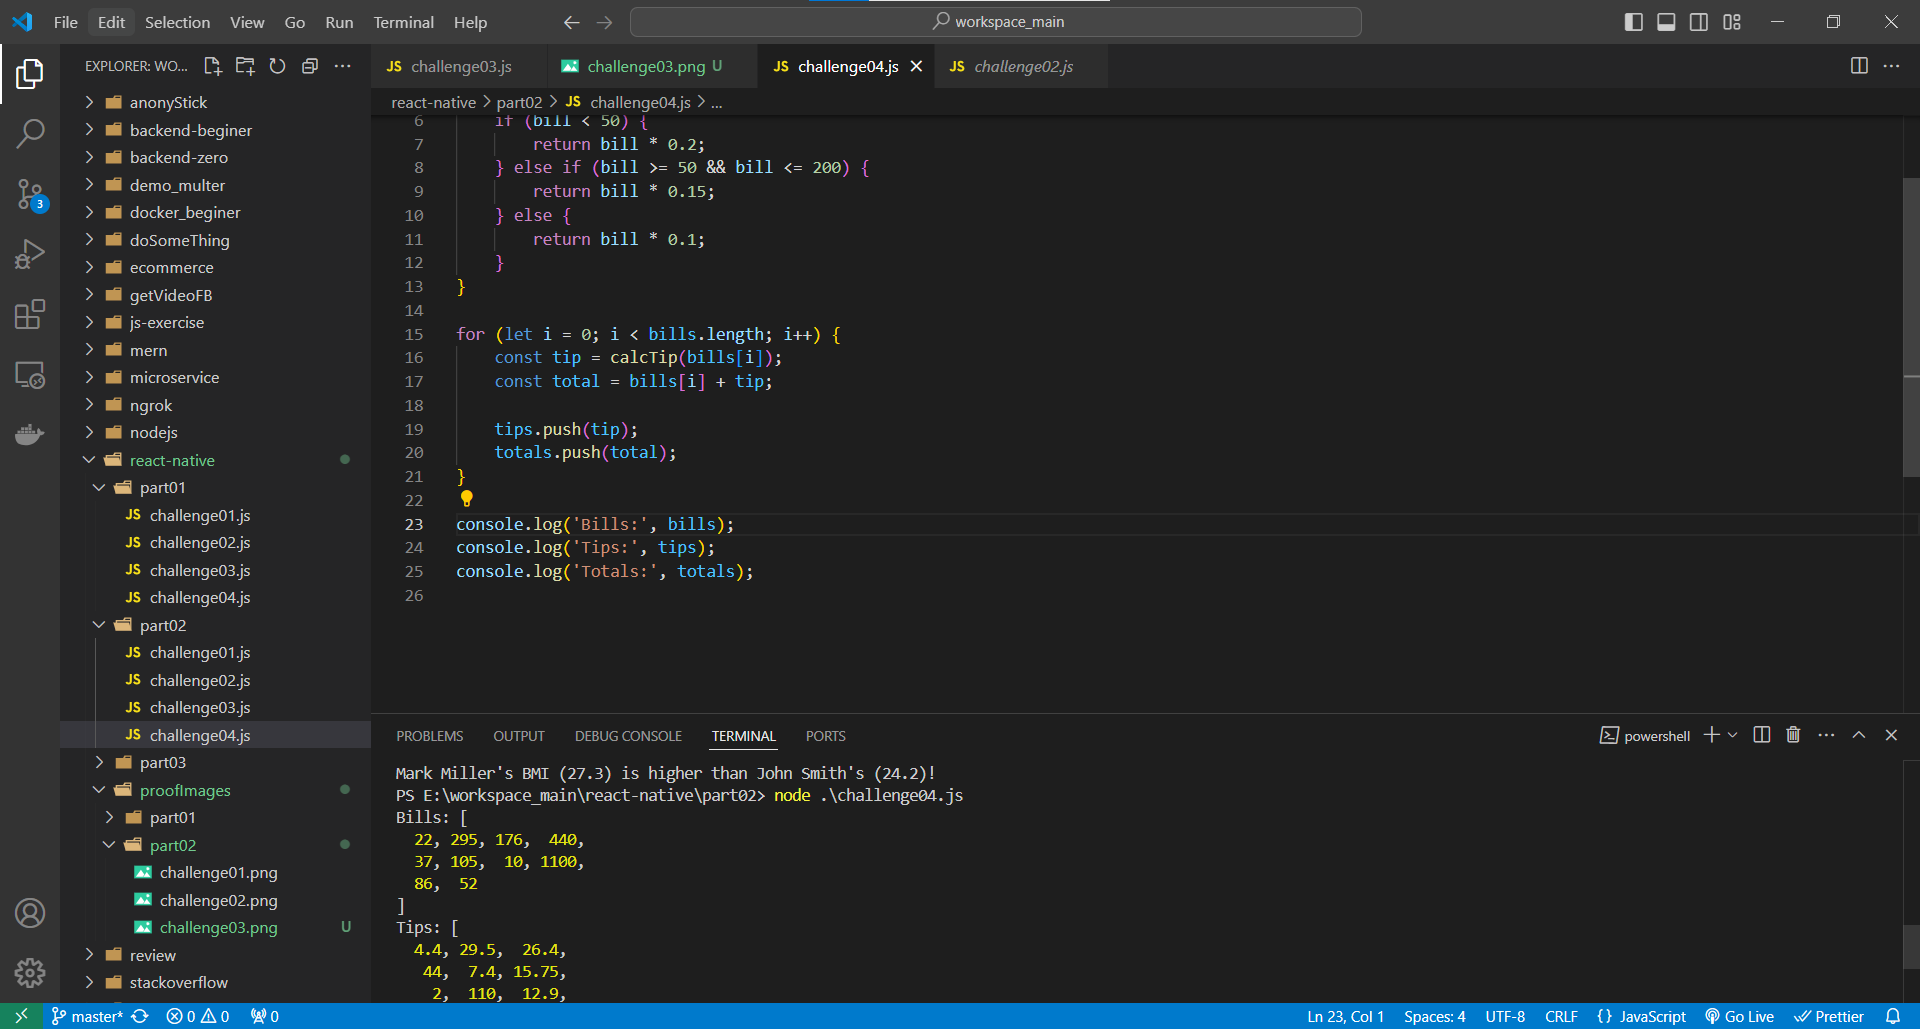 File Edit Selection View Go Run Terminal Help
workspace_main
EXPLORER: WO...
anonyStick
backend-beginer
backend-zero
demo_multer
docker_beginer
doSomeThing
ecommerce
getVideoFB
js-exercise
mern
microservice
ngrok
nodejs
react-native
part01
JS challenge01.js
JS challenge02.js
JS challenge03.js
JS challenge04.js
part02
JS challenge01.js
JS challenge02.js
JS challenge03.js
JS challenge04.js
part03
proofImages
part01
part02
challenge01.png
challenge02.png
challenge03.png U
review
stackoverflow
3
JS challenge03.js challenge03.png U JS challenge04.js JS challenge02.js
react-native > part02 > JS challenge04.js > ...
6 if (bill < 50) {
7 return bill * 0.2;
8 } else if (bill >= 50 && bill <= 200) {
9 return bill * 0.15;
10 } else {
11 return bill * 0.1;
12 }
13 }
14
15 for (let i = 0; i < bills.length; i++) {
16 const tip = calcTip(bills[i]);
17 const total = bills[i] + tip;
18
19 tips.push(tip);
20 totals.push(total);
21 }
22
23 console.log('Bills:', bills);
24 console.log('Tips:', tips);
25 console.log('Totals:', totals);
26
PROBLEMS OUTPUT DEBUG CONSOLE TERMINAL PORTS
powershell
Mark Miller's BMI (27.3) is higher than John Smith's (24.2)!
PS E:\workspace_main\react-native\part02> node .\challenge04.js
Bills: [
22, 295, 176, 440,
37, 105, 10, 1100,
86, 52
]
Tips: [
4.4, 29.5, 26.4,
44, 7.4, 15.75,
2, 110, 12.9,
master* 0 0 0
Ln 23, Col 1 Spaces: 4 UTF-8 CRLF {} JavaScript Go Live Prettier